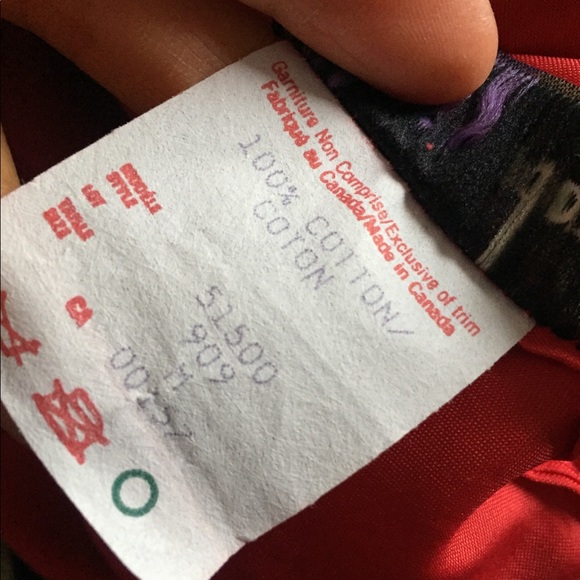 Garniture Non Comprise/Exclusive of trim
Fabriqué au Canada/Made in Canada
100% COTTON/
COTON
MODÈLE
STYLE
51500
LOT
909
TAILLE
SIZE
M
CA